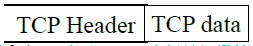 TCP Header TCP data